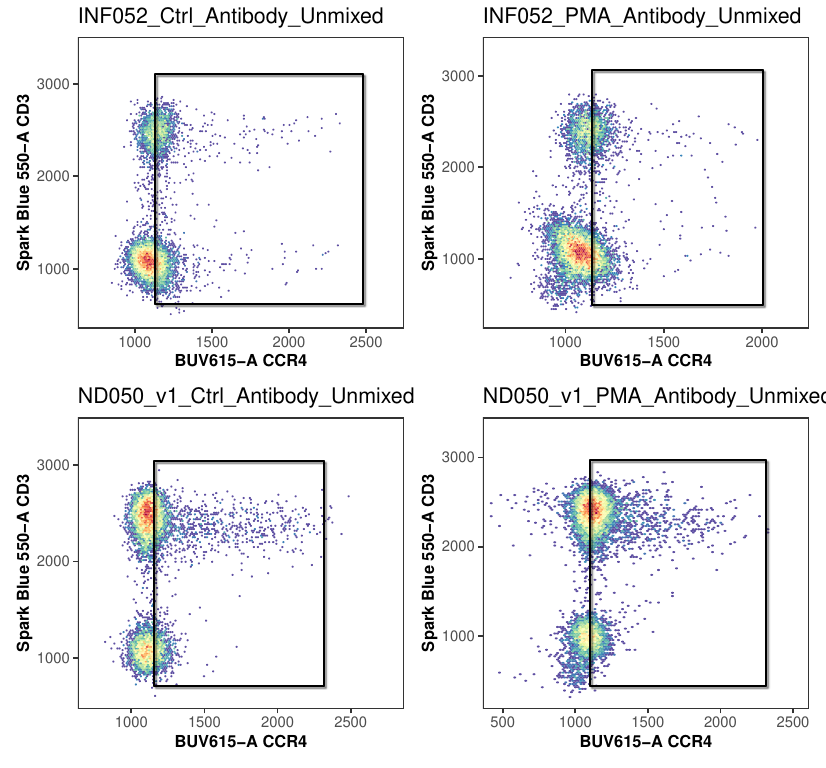 INF052_Ctrl_Antibody_Unmixed
3000
2000
1000
Spark Blue 550−A CD3
1000 1500 2000 2500
BUV615−A CCR4
INF052_PMA_Antibody_Unmixed
3000
2000
1000
Spark Blue 550−A CD3
1000 1500 2000
BUV615−A CCR4
ND050_v1_Ctrl_Antibody_Unmixed
3000
2000
1000
Spark Blue 550−A CD3
1000 1500 2000 2500
BUV615−A CCR4
ND050_v1_PMA_Antibody_Unmixe
3000
2000
1000
Spark Blue 550−A CD3
500 1000 1500 2000 2500
BUV615−A CCR4